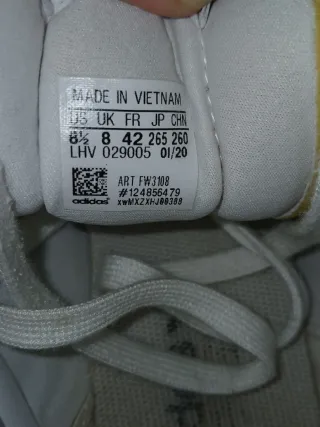 MADE IN VIETNAM
US UK FR JP CHN
8½ 8 42 265 260
LHV 029005 01/20
ART FW3108
#124856479
adidas xwMXZXHJ00389